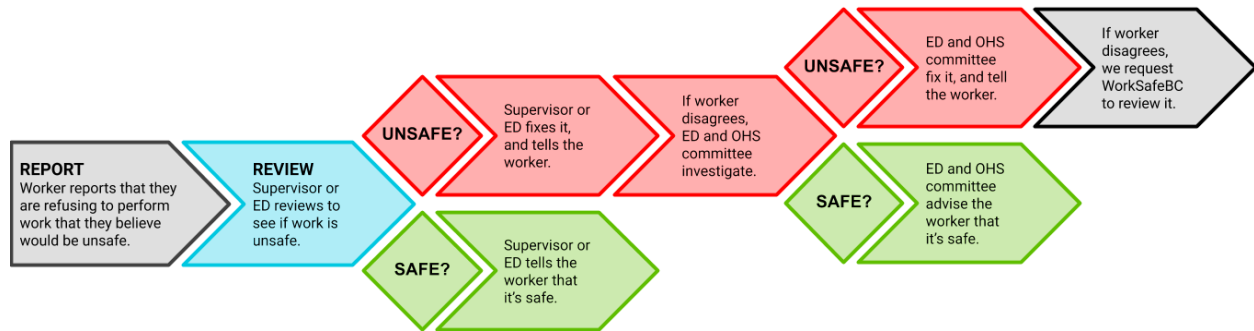 REPORT
Worker reports that they
are refusing to perform
work that they believe
would be unsafe.
REVIEW
Supervisor or
ED reviews to
see if work is
unsafe.
UNSAFE?
Supervisor or
ED fixes it,
and tells the
worker.
If worker
disagrees,
ED and OHS
committee
investigate.
SAFE?
Supervisor or
ED tells the
worker that
it's safe.
UNSAFE?
ED and OHS
committee
fix it, and tell
the worker.
If worker
disagrees,
we request
WorkSafeBC
to review it.
SAFE?
ED and OHS
committee
advise the
worker that
it's safe.